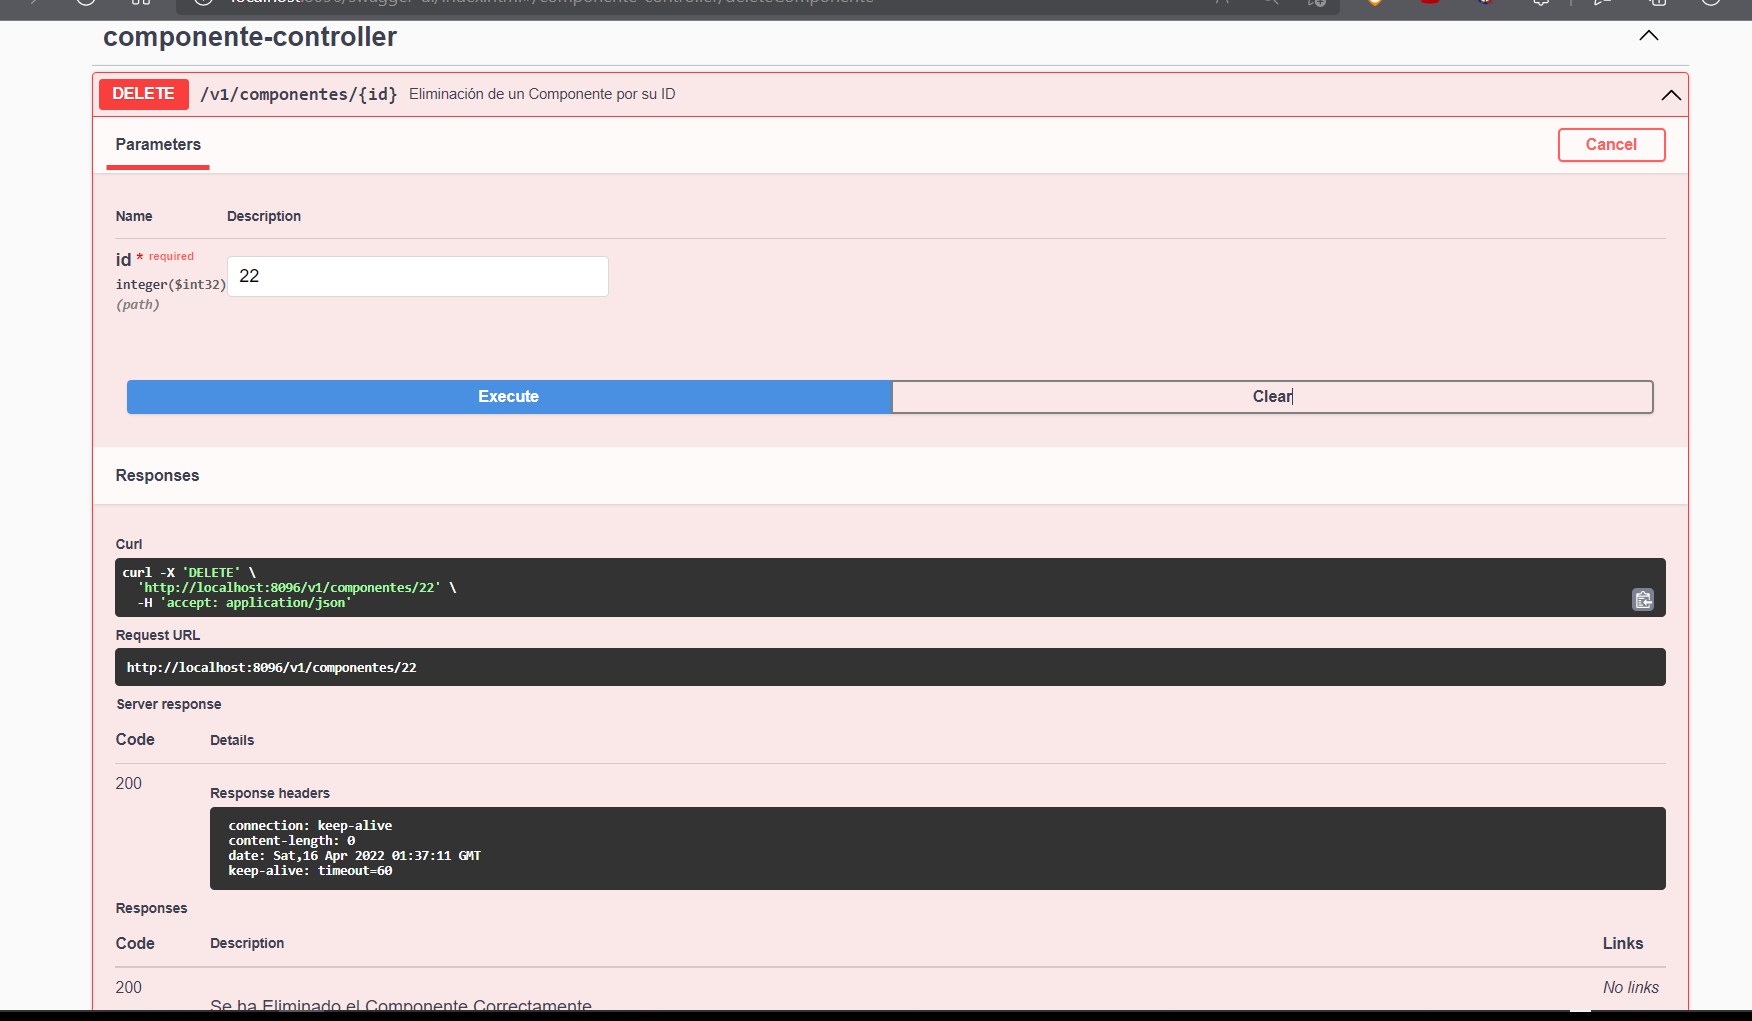 componente-controller
DELETE /v1/componentes/{id} Eliminación de un Componente por su ID
Parameters
Cancel
Name Description
id * required
integer($int32)
(path)
22
Execute
Clear
Responses
Curl
curl -X 'DELETE' \
'http://localhost:8096/v1/componentes/22' \
-H 'accept: application/json'
Request URL
http://localhost:8096/v1/componentes/22
Server response
Code Details
200
Response headers
connection: keep-alive
content-length: 0
date: Sat,16 Apr 2022 01:37:11 GMT
keep-alive: timeout=60
Responses
Code Description Links
200 No links
Se ha Eliminado el Componente Correctamente